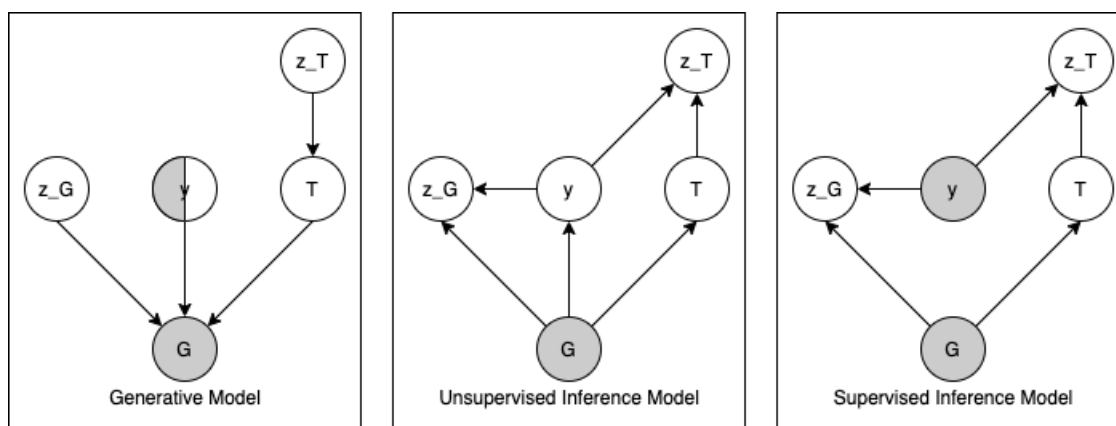 z_T
z_G
y
T
G
Generative Model
z_T
z_G
y
T
G
Unsupervised Inference Model
z_T
z_G
y
T
G
Supervised Inference Model